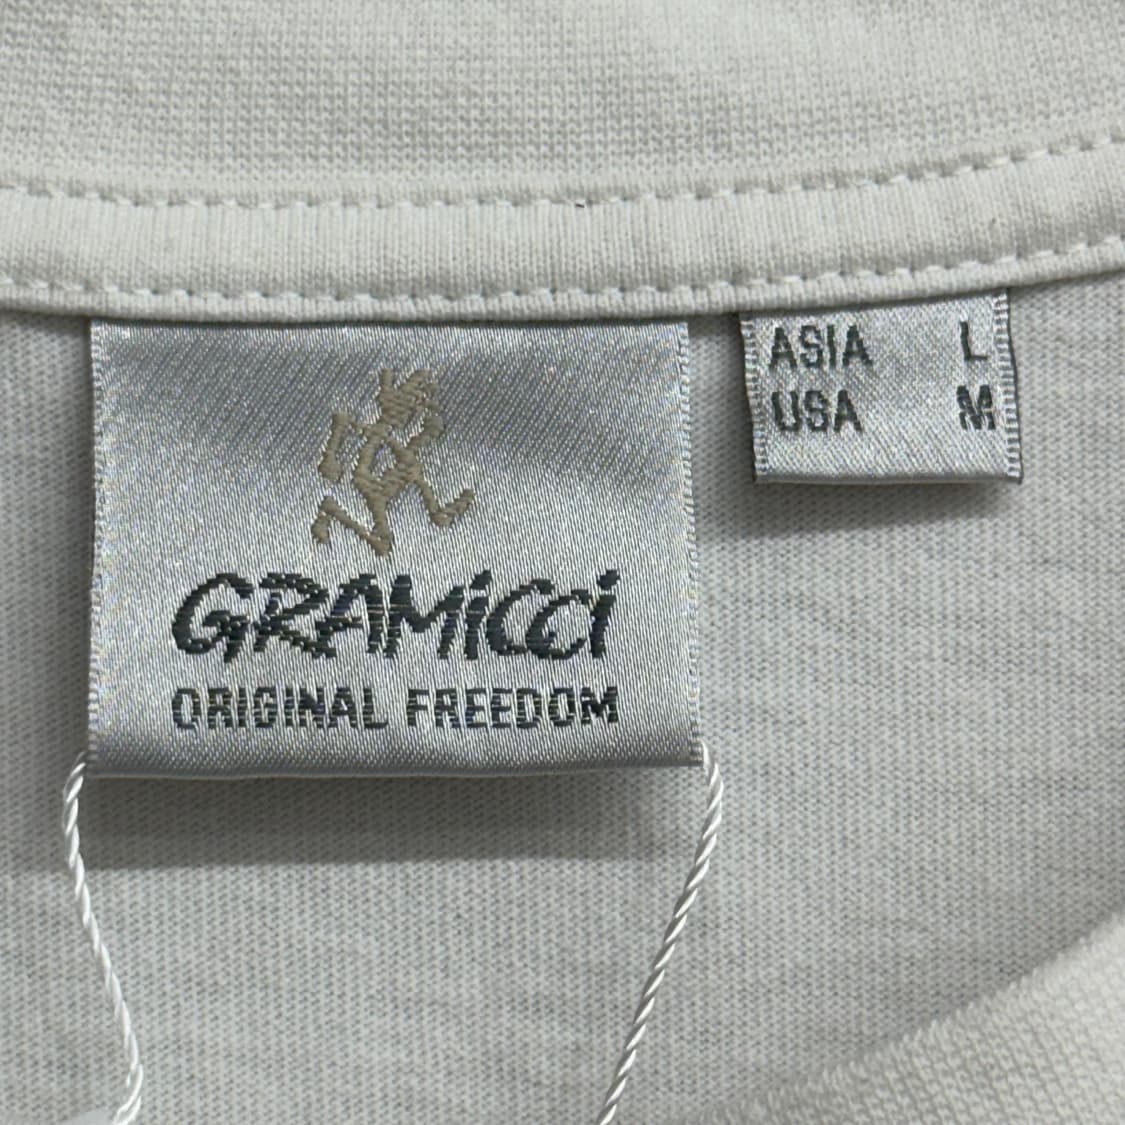 GRAMiCCi
ORIGINAL FREEDOM
ASIA L
USA M